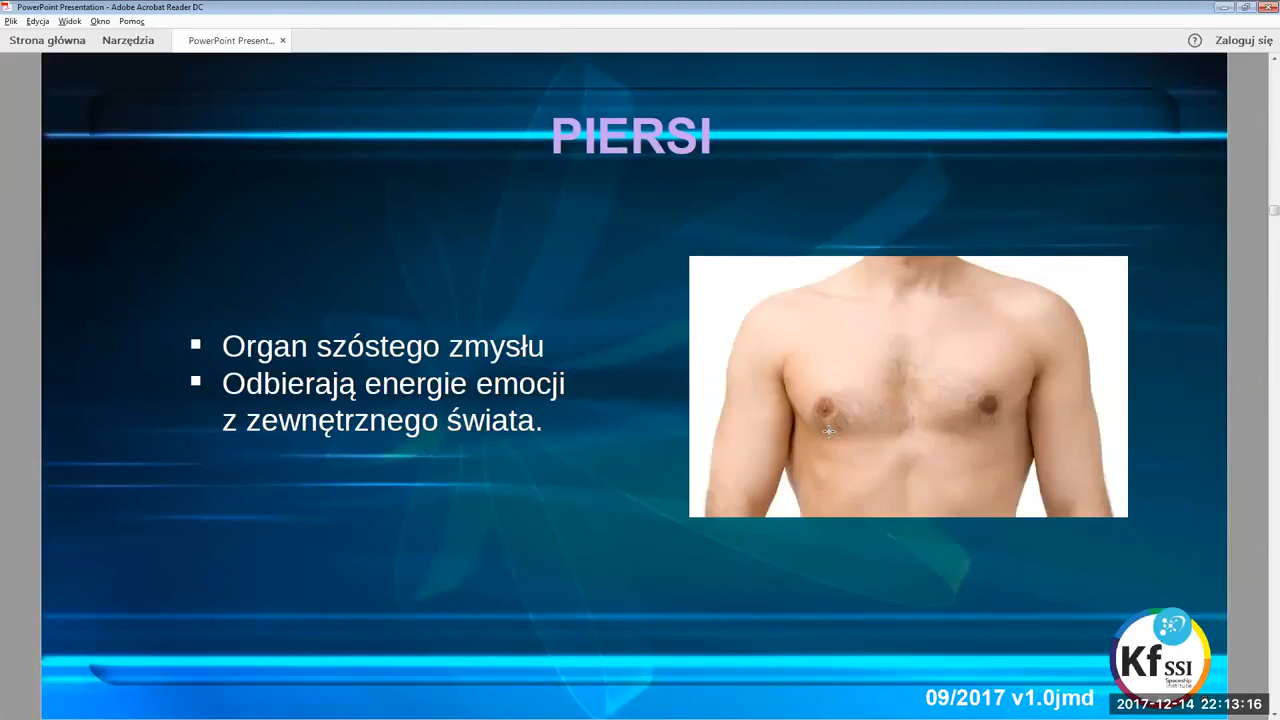 PowerPoint Presentation - Adobe Acrobat Reader DC
Plik Edycja Widok Okno Pomoc
Strona główna Narzędzia PowerPoint Present... × ? Zaloguj się
PIERSI
Organ szóstego zmysłu
Odbierają energie emocji
z zewnętrznego świata.
Kf SSI
Spaceship
Institute
09/2017 v1.0jmd
2017-12-14 22:13:16